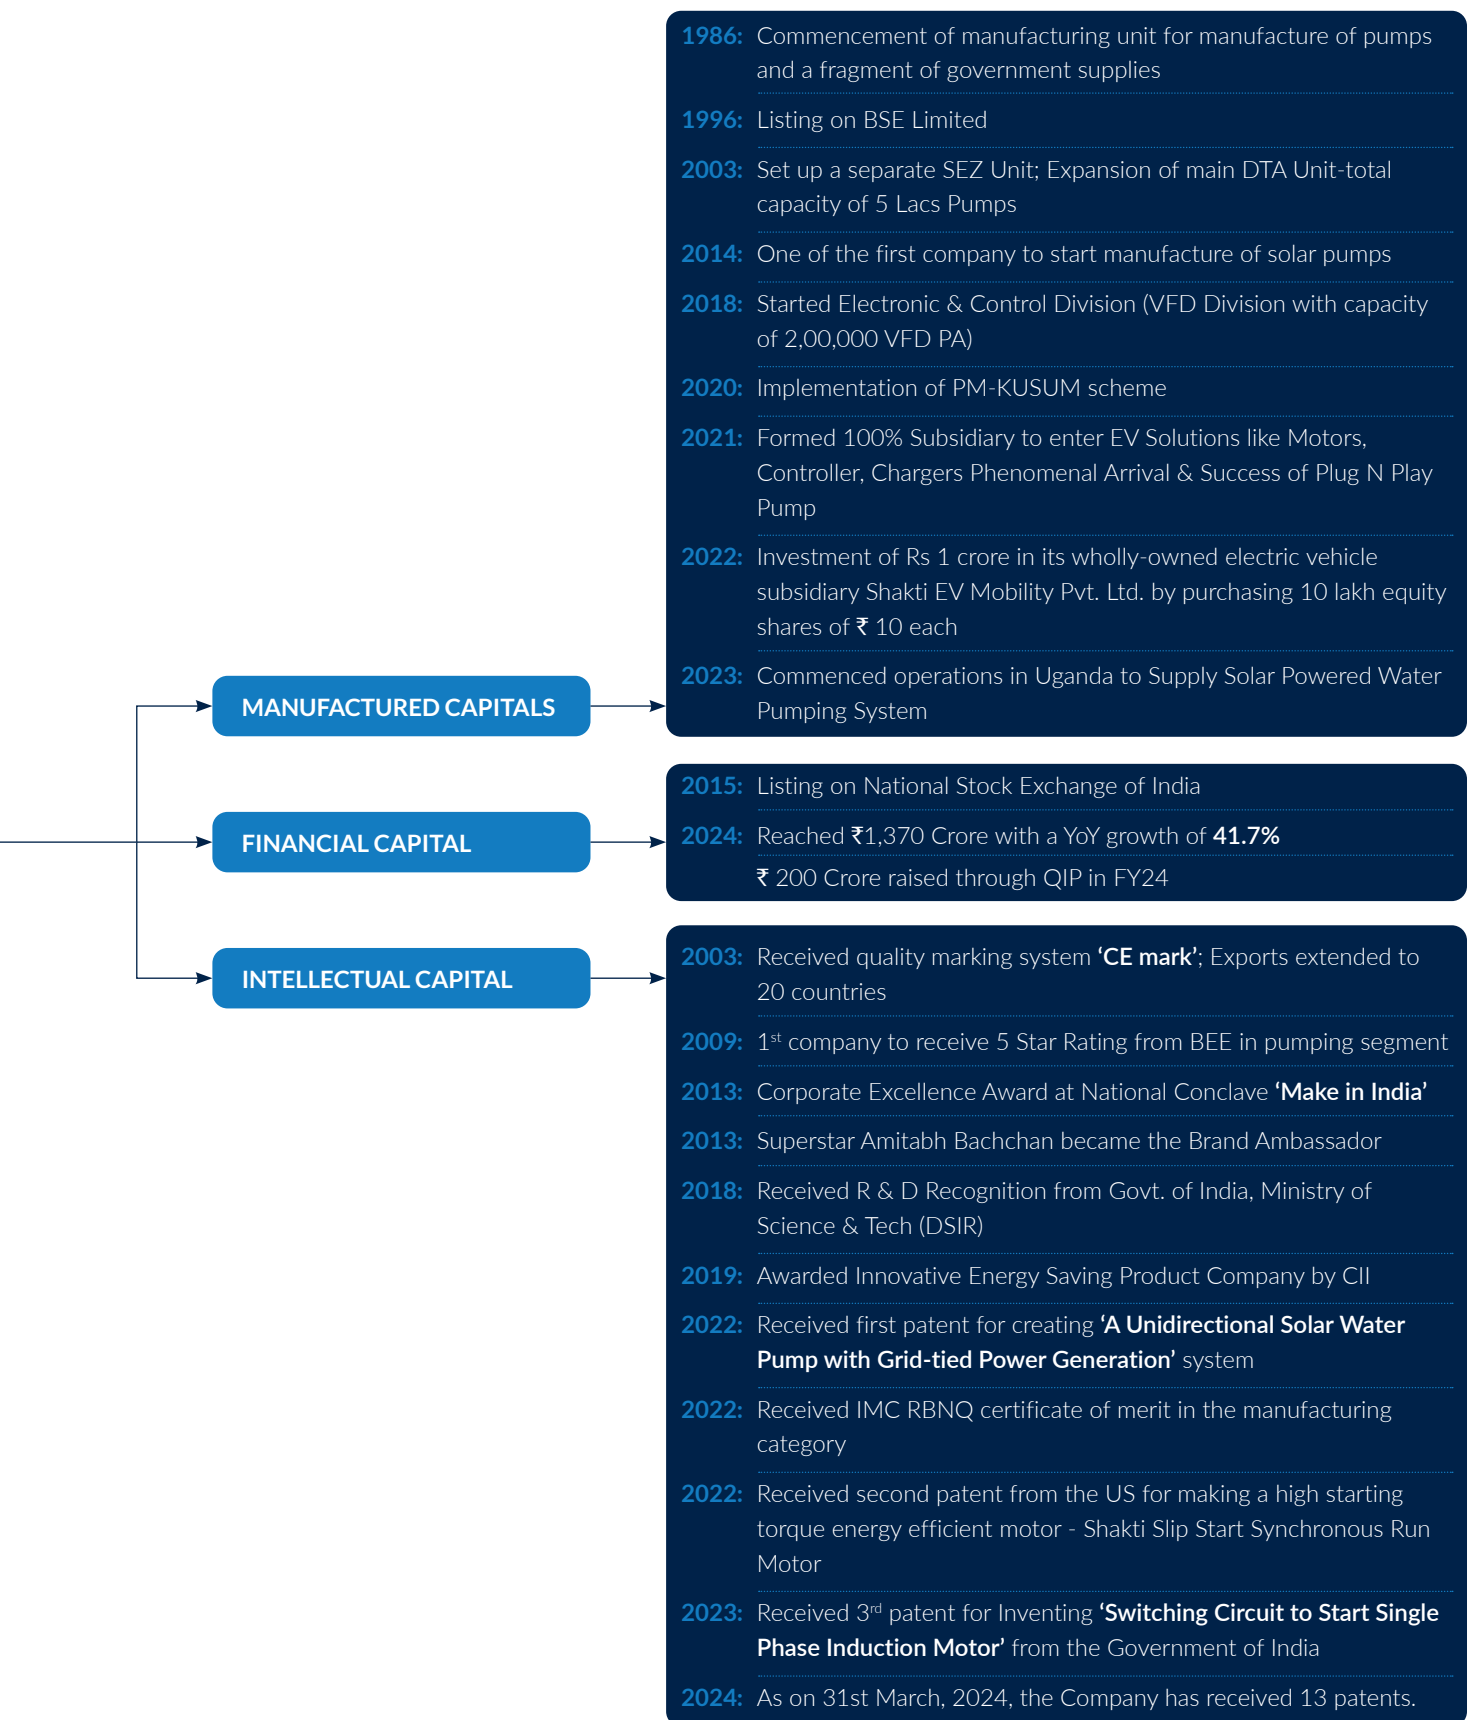 1986: Commencement of manufacturing unit for manufacture of pumps
and a fragment of government supplies
1996: Listing on BSE Limited
2003: Set up a separate SEZ Unit; Expansion of main DTA Unit-total
capacity of 5 Lacs Pumps
2014: One of the first company to start manufacture of solar pumps
2018: Started Electronic & Control Division (VFD Division with capacity
of 2,00,000 VFD PA)
2020: Implementation of PM-KUSUM scheme
2021: Formed 100% Subsidiary to enter EV Solutions like Motors,
Controller, Chargers Phenomenal Arrival & Success of Plug N Play
Pump
2022: Investment of Rs 1 crore in its wholly-owned electric vehicle
subsidiary Shakti EV Mobility Pvt. Ltd. by purchasing 10 lakh equity
shares of ₹ 10 each
2023: Commenced operations in Uganda to Supply Solar Powered Water
Pumping System
MANUFACTURED CAPITALS
2015: Listing on National Stock Exchange of India
2024: Reached ₹1,370 Crore with a YoY growth of 41.7%
₹ 200 Crore raised through QIP in FY24
FINANCIAL CAPITAL
2003: Received quality marking system ‘CE mark’; Exports extended to
20 countries
INTELLECTUAL CAPITAL
2009: 1st company to receive 5 Star Rating from BEE in pumping segment
2013: Corporate Excellence Award at National Conclave ‘Make in India’
2013: Superstar Amitabh Bachchan became the Brand Ambassador
2018: Received R & D Recognition from Govt. of India, Ministry of
Science & Tech (DSIR)
2019: Awarded Innovative Energy Saving Product Company by CII
2022: Received first patent for creating ‘A Unidirectional Solar Water
Pump with Grid-tied Power Generation’ system
2022: Received IMC RBNQ certificate of merit in the manufacturing
category
2022: Received second patent from the US for making a high starting
torque energy efficient motor - Shakti Slip Start Synchronous Run
Motor
2023: Received 3rd patent for Inventing ‘Switching Circuit to Start Single
Phase Induction Motor’ from the Government of India
2024: As on 31st March, 2024, the Company has received 13 patents.